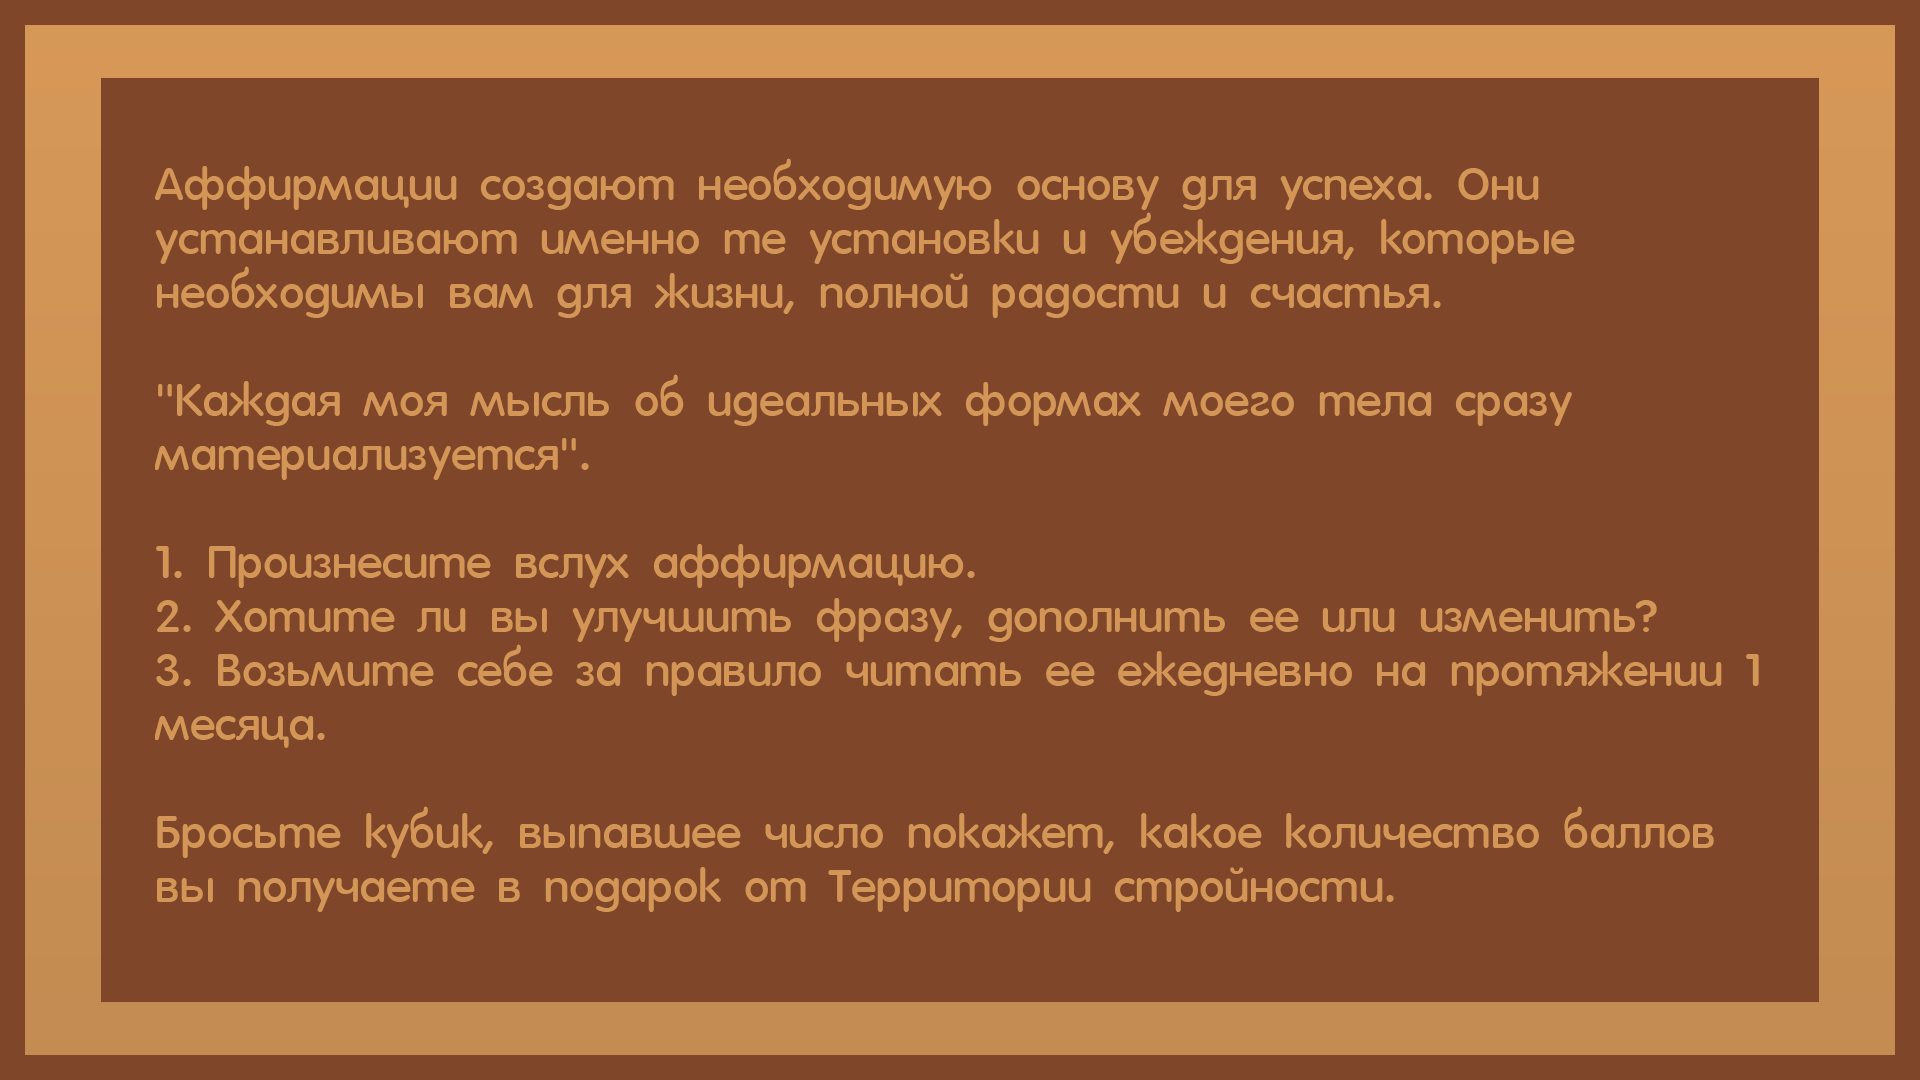 Аффирмации создают необходимую основу для успеха. Они
устанавливают именно те установки и убеждения, которые
необходимы вам для жизни, полной радости и счастья.
"Каждая моя мысль об идеальных формах моего тела сразу
материализуется".
1. Произнесите вслух аффирмацию.
2. Хотите ли вы улучшить фразу, дополнить ее или изменить?
3. Возьмите себе за правило читать ее ежедневно на протяжении 1
месяца.
Бросьте кубик, выпавшее число покажет, какое количество баллов
вы получаете в подарок от Территории стройности.